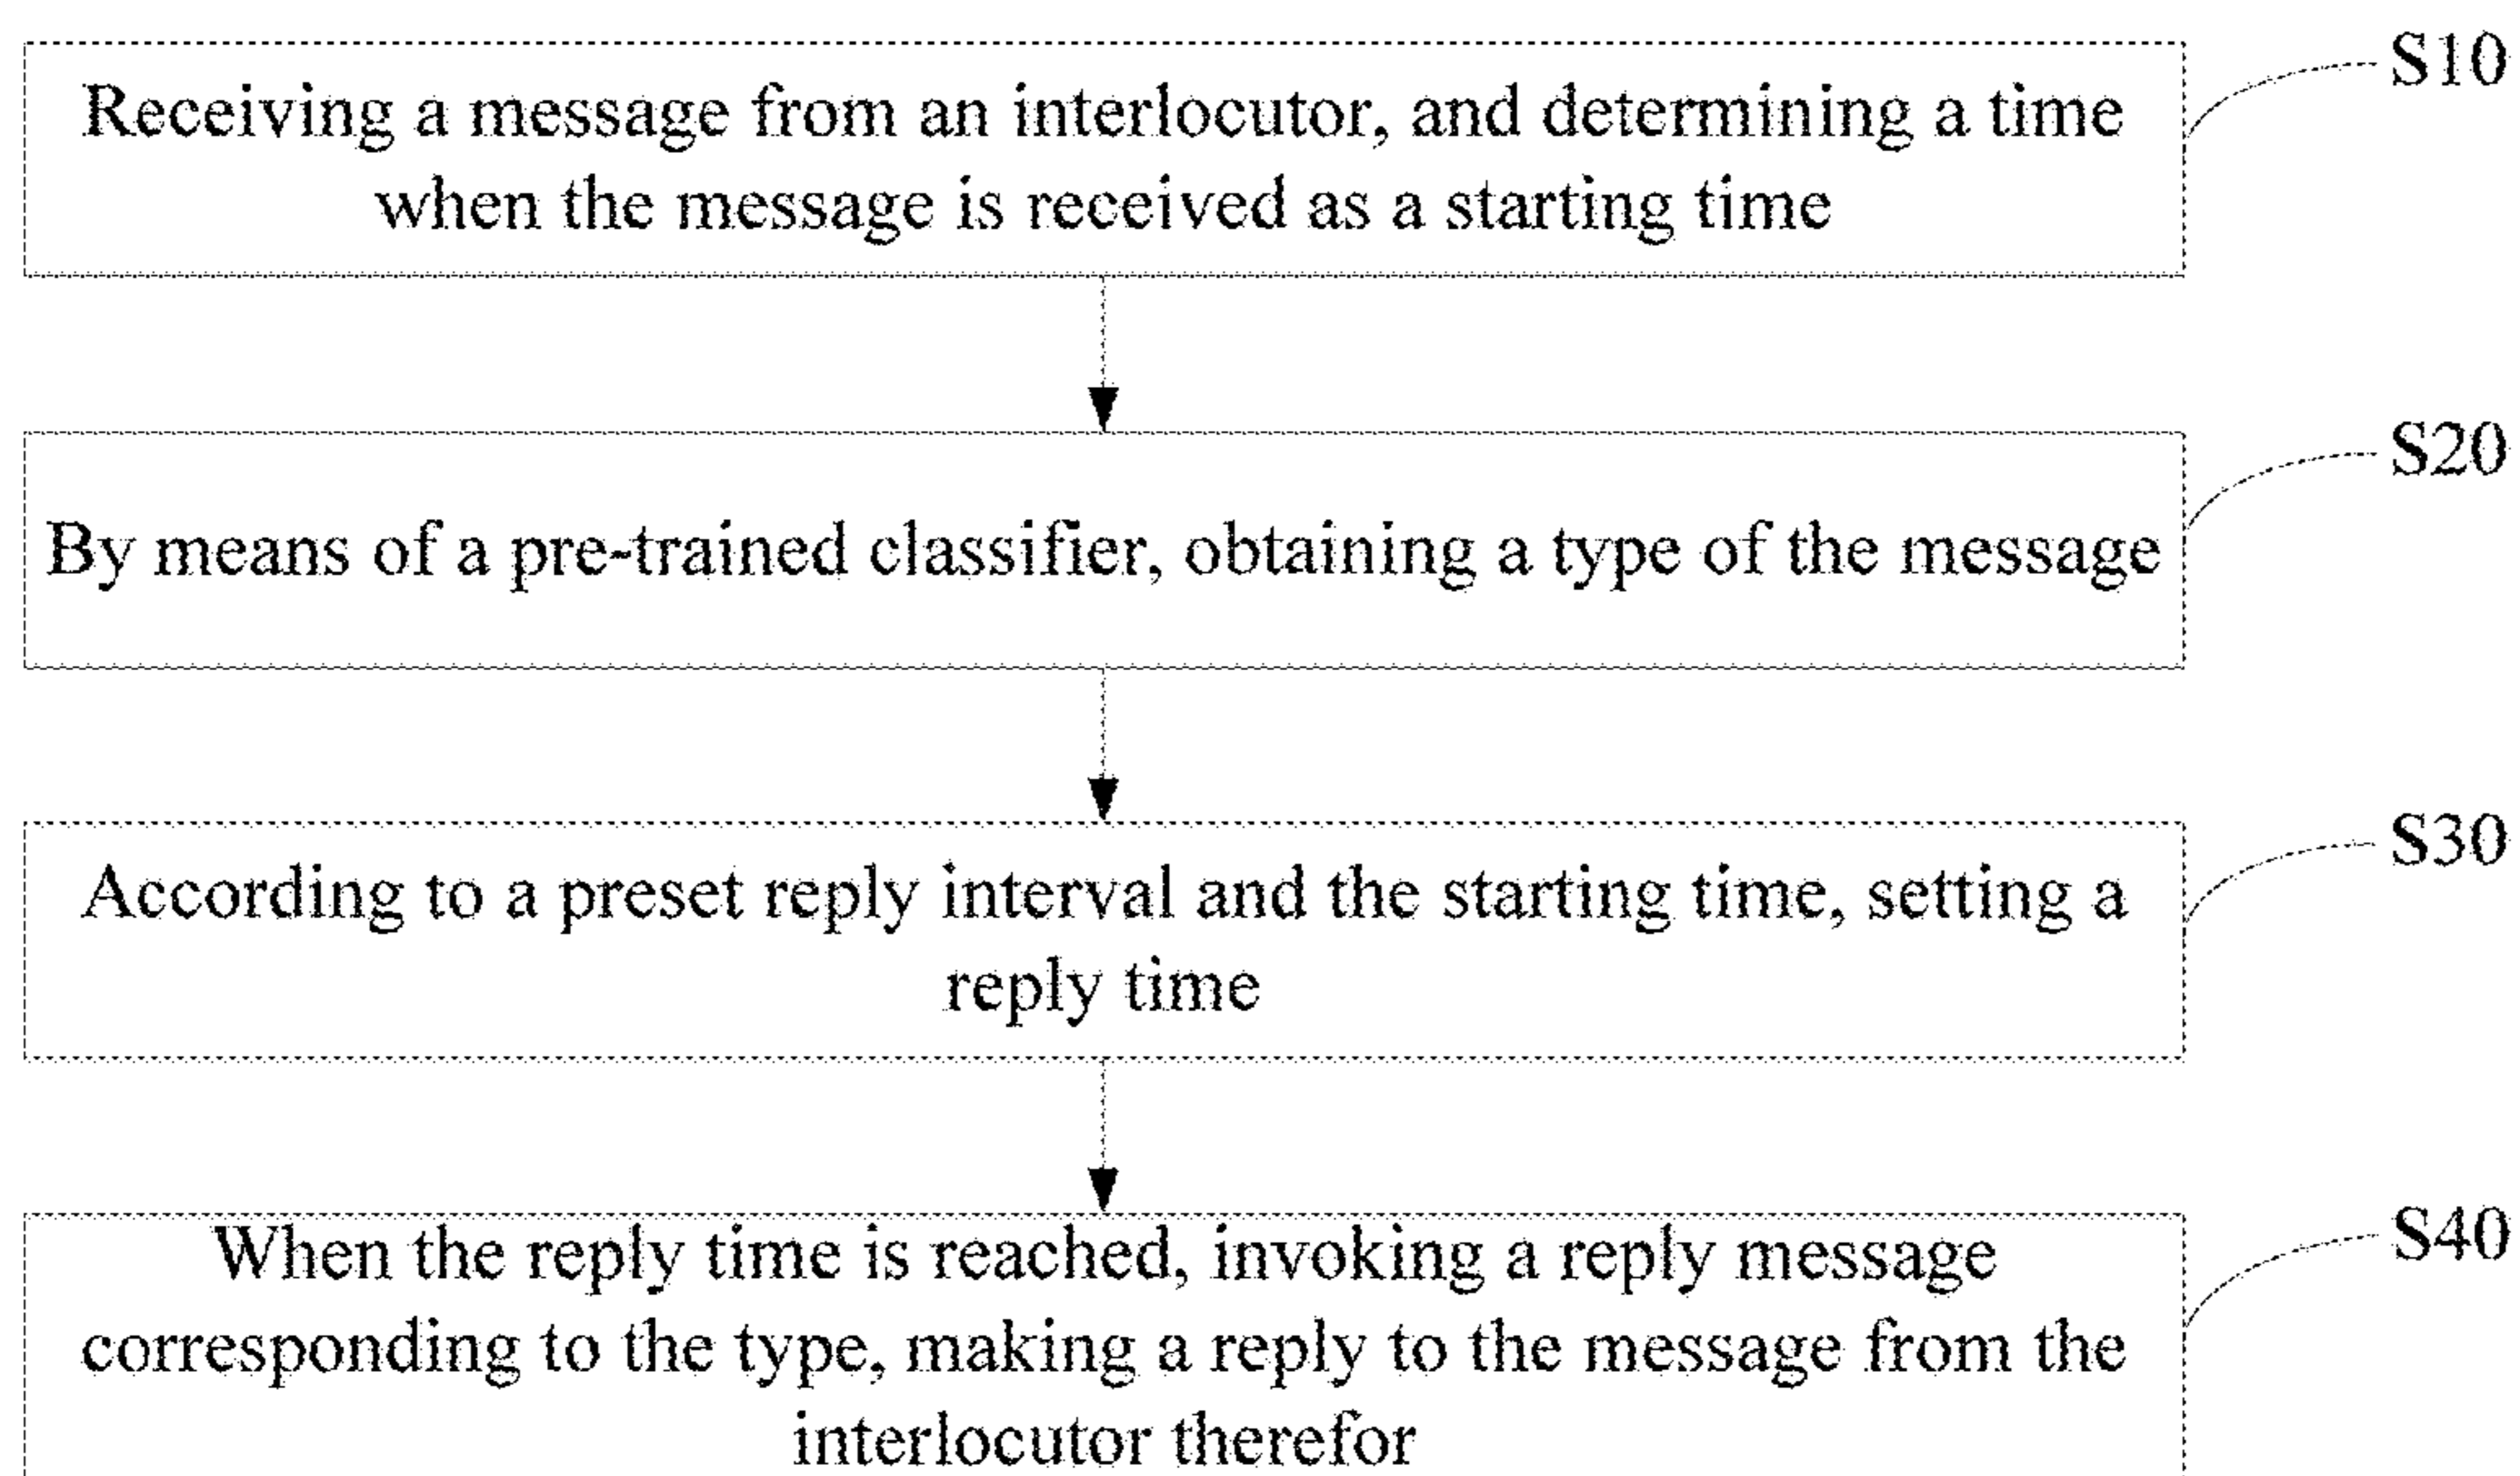 S10
Receiving a message from an interlocutor, and determining a time
when the message is received as a starting time
S20
By means of a pre-trained classifier, obtaining a type of the message
S30
According to a preset reply interval and the starting time, setting a
reply time
S40
When the reply time is reached, invoking a reply message
corresponding to the type, making a reply to the message from the
interlocutor therefor